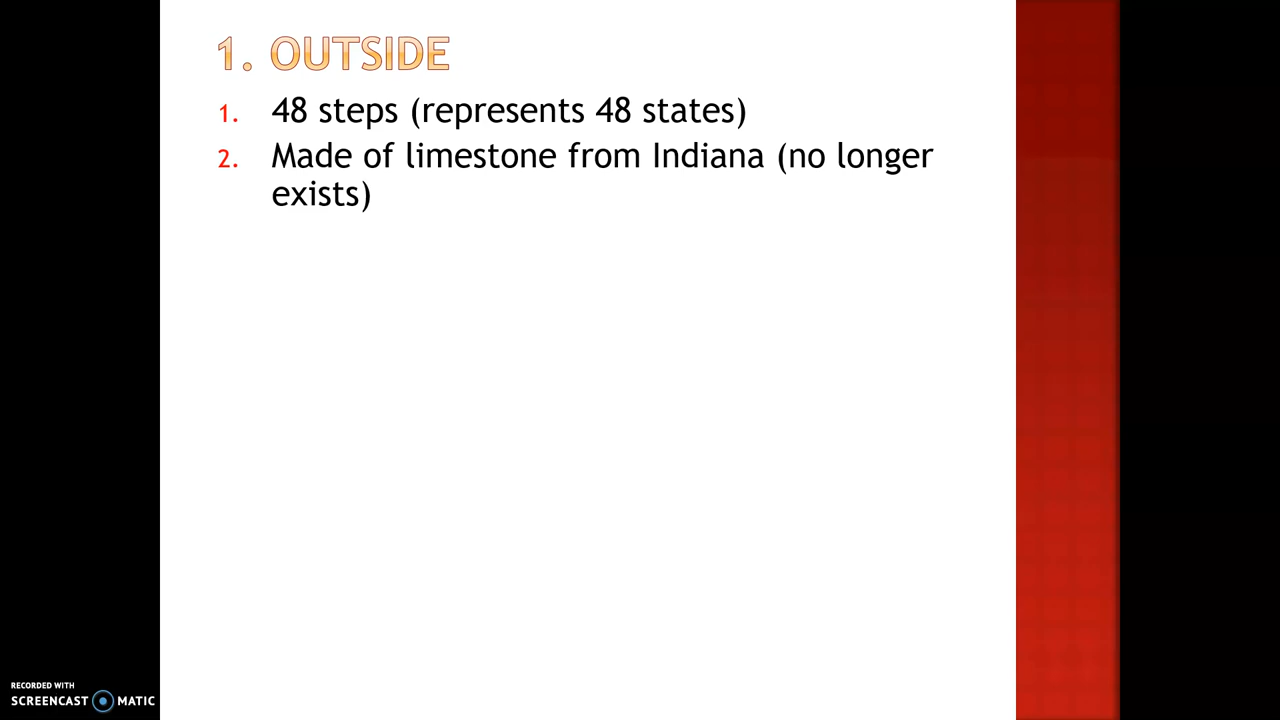 1. OUTSIDE
1. 48 steps (represents 48 states)
2. Made of limestone from Indiana (no longer
exists)
RECORDED WITH
SCREENCAST MATIC